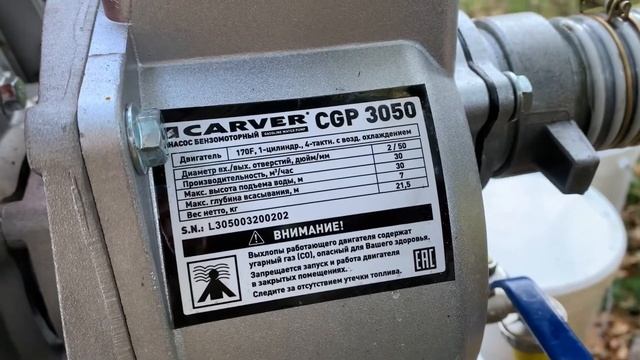 CARVER CGP 3050
НАСОС БЕНЗОМОТОРНЫЙ GASOLINE WATER PUMP
Двигатель 170F, 1-цилиндр., 4-тактн. с возд. охлаждением
Диаметр вх./вых. отверстий, дюйм/мм 2 / 50
Производительность, м³/час 30
Макс. высота подъема воды, м 30
Макс. глубина всасывания, м 7
Вес нетто, кг 21,5
S.N.: L305003200202
ВНИМАНИЕ!
Выхлопы работающего двигателя содержат
угарный газ (CO), опасный для Вашего здоровья.
Запрещается запуск и работа двигателя
в закрытых помещениях.
Следите за отсутствием утечки топлива.
EAC